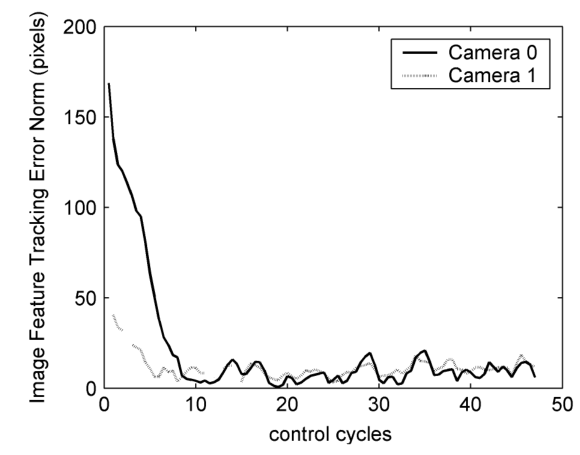 Image Feature Tracking Error Norm (pixels)
200
150
100
50
0
Camera 0
Camera 1
0 10 20 30 40 50
control cycles